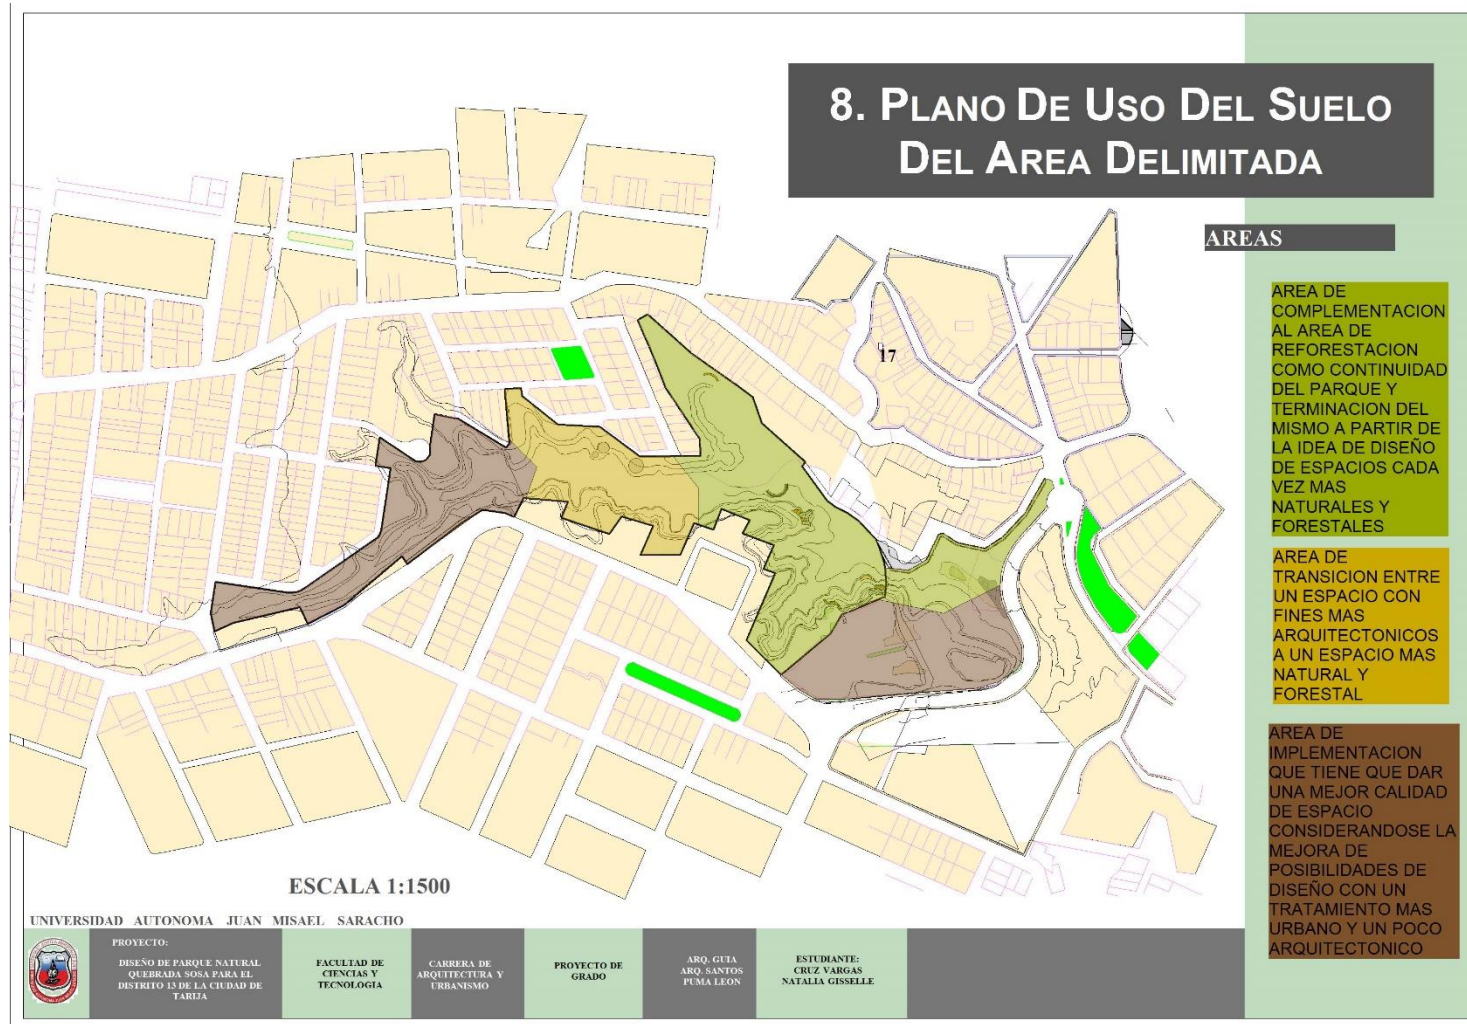 8. PLANO DE USO DEL SUELO
DEL AREA DELIMITADA
AREAS
AREA DE
COMPLEMENTACION
AL AREA DE
REFORESTACION
COMO CONTINUIDAD
DEL PARQUE Y
TERMINACION DEL
MISMO A PARTIR DE
LA IDEA DE DISEÑO
DE ESPACIOS CADA
VEZ MAS
NATURALES Y
FORESTALES
AREA DE
TRANSICION ENTRE
UN ESPACIO CON
FINES MAS
ARQUITECTONICOS
A UN ESPACIO MAS
NATURAL Y
FORESTAL
AREA DE
IMPLEMENTACION
QUE TIENE QUE DAR
UNA MEJOR CALIDAD
DE ESPACIO
CONSIDERANDOSE LA
MEJORA DE
POSIBILIDADES DE
DISEÑO CON UN
TRATAMIENTO MAS
URBANO Y UN POCO
ARQUITECTONICO
17
ESCALA 1:1500
UNIVERSIDAD AUTONOMA JUAN MISAEL SARACHO
PROYECTO:
DISEÑO DE PARQUE NATURAL
QUEBRADA SOSA PARA EL
DISTRITO 13 DE LA CIUDAD DE
TARIJA
FACULTAD DE
CIENCIAS Y
TECNOLOGIA
CARRERA DE
ARQUITECTURA Y
URBANISMO
PROYECTO DE
GRADO
ARQ. GUIA
ARQ. SANTOS
PUMA LEON
ESTUDIANTE:
CRUZ VARGAS
NATALIA GISSELLE